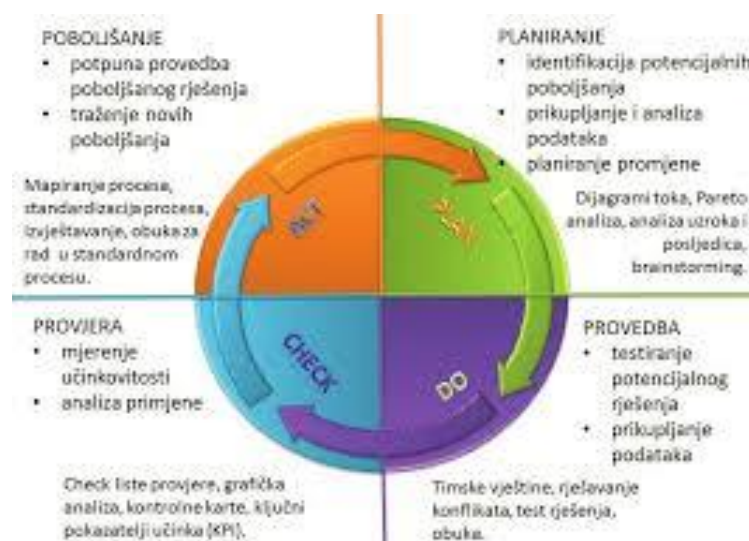 POBOLJŠANJE
• potpuna provedba
poboljšanog rješenja
• traženje novih
poboljšanja
Mapiranje procesa,
standardizacija procesa,
izvještavanje, obuka za
rad u standardnom
procesu.
PLANIRANJE
• identifikacija potencijalnih
poboljšanja
• prikupljanje i analiza
podataka
• planiranje promjene
Dijagrami toka, Pareto
analiza, analiza uzroka i
posljedica,
brainstorming.
ACT
PLAN
CHECK
DO
PROVJERA
• mjerenje
učinkovitosti
• analiza primjene
Check liste provjere, grafička
analiza, kontrolne karte, ključni
pokazatelji učinka (KPI).
PROVEDBA
• testiranje
potencijalnog
rješenja
• prikupljanje
podataka
Timske vještine, rješavanje
konflikata, test rješenja,
obuka.